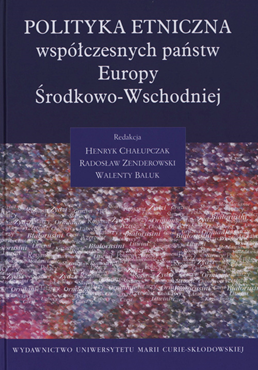 POLITYKA ETNICZNA
współczesnych państw
Europy
Środkowo-Wschodniej
Redakcja
HENRYK CHAŁUPCZAK
RADOSŁAW ZENDEROWSKI
WALENTY BALUK
WYDAWNICTWO UNIWERSYTETU MARII CURIE-SKŁODOWSKIEJ